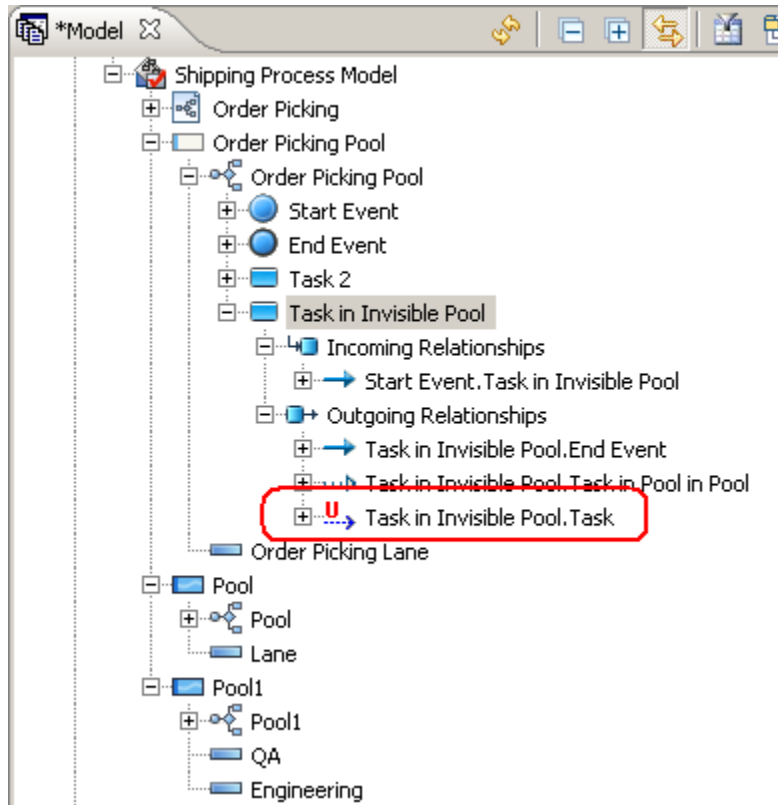 *Model
Shipping Process Model
Order Picking
Order Picking Pool
Order Picking Pool
Start Event
End Event
Task 2
Task in Invisible Pool
Incoming Relationships
Start Event.Task in Invisible Pool
Outgoing Relationships
Task in Invisible Pool.End Event
Task in Invisible Pool.Task in Pool in Pool
U Task in Invisible Pool.Task
Order Picking Lane
Pool
Pool
Lane
Pool1
Pool1
QA
Engineering